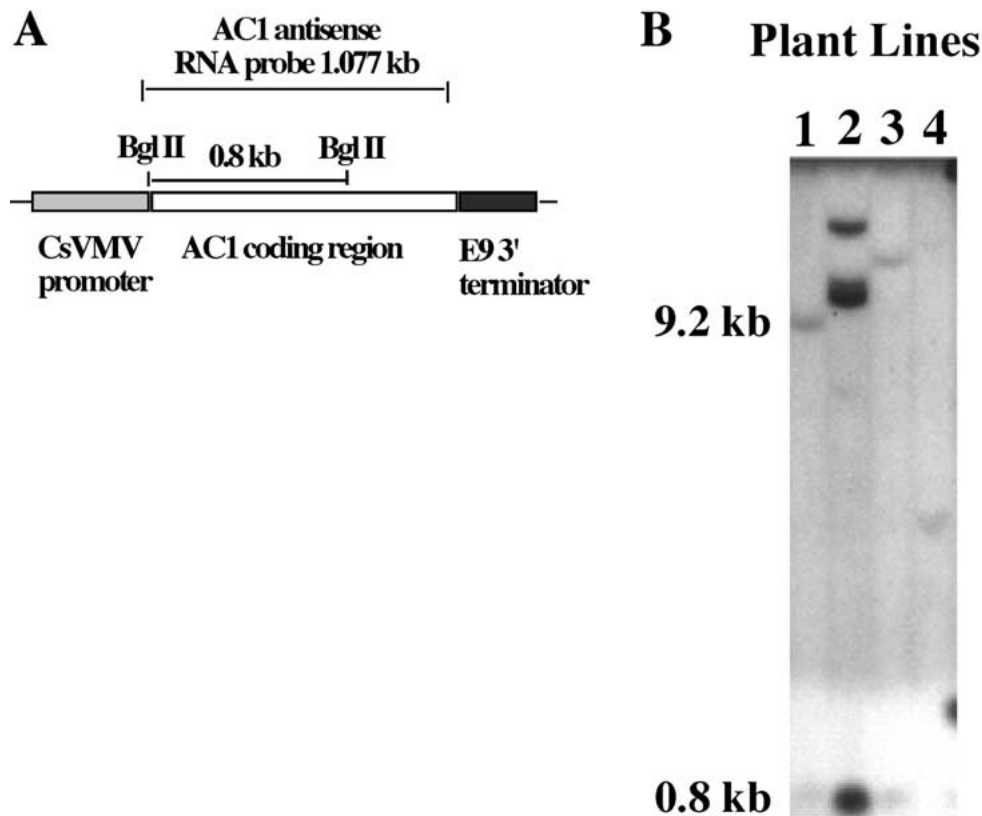 A
AC1 antisense
RNA probe 1.077 kb
Bgl II
0.8 kb
Bgl II
CsVMV
promoter
AC1 coding region
E9 3'
terminator
B
Plant Lines
1 2 3 4
9.2 kb
0.8 kb